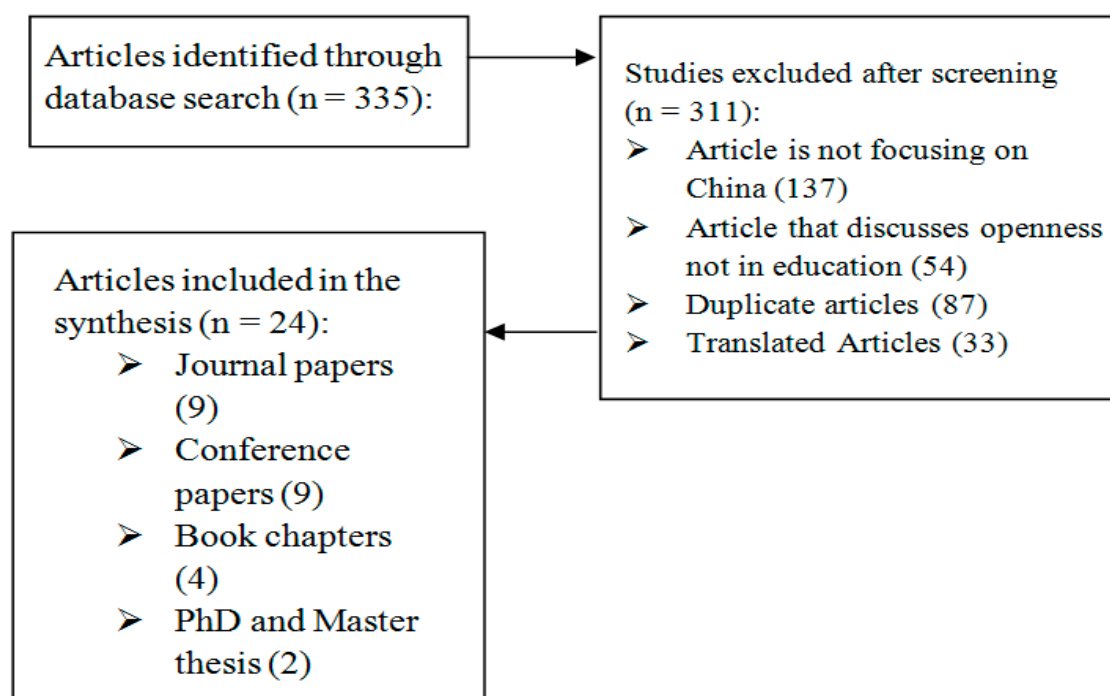 Articles identified through
database search (n = 335):
Studies excluded after screening
(n = 311):
➢ Article is not focusing on
China (137)
➢ Article that discusses openness
not in education (54)
➢ Duplicate articles (87)
➢ Translated Articles (33)
Articles included in the
synthesis (n = 24):
➢ Journal papers
(9)
➢ Conference
papers (9)
➢ Book chapters
(4)
➢ PhD and Master
thesis (2)